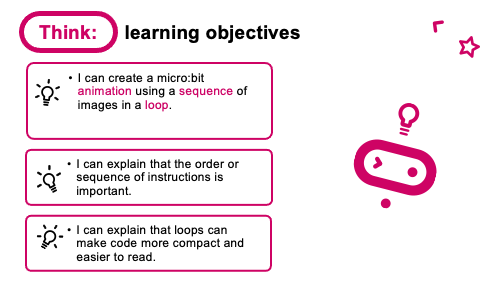 Think: learning objectives
• I can create a micro:bit
animation using a sequence of
images in a loop.
• I can explain that the order or
sequence of instructions is
important.
• I can explain that loops can
make code more compact and
easier to read.